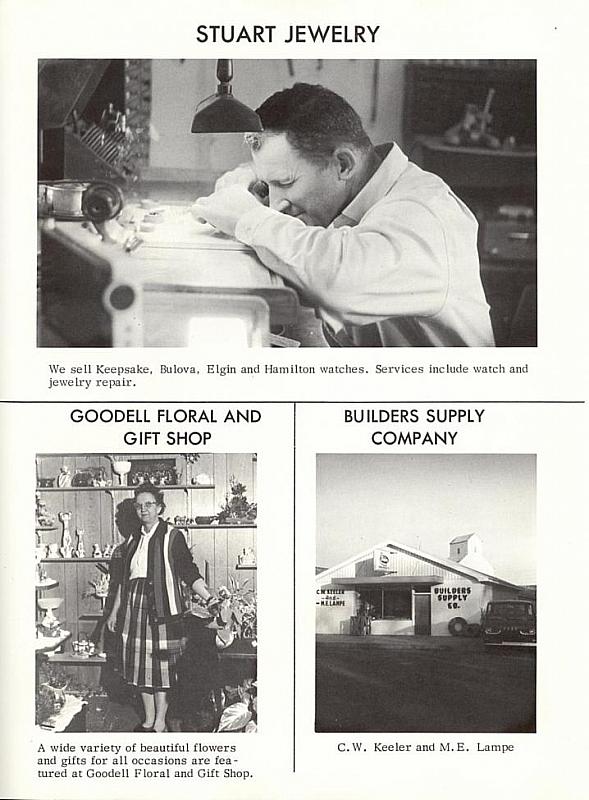 STUART JEWELRY
We sell Keepsake, Bulova, Elgin and Hamilton watches. Services include watch and
jewelry repair.
GOODELL FLORAL AND
GIFT SHOP
A wide variety of beautiful flowers
and gifts for all occasions are fea-
tured at Goodell Floral and Gift Shop.
BUILDERS SUPPLY
COMPANY
C.W. KEELER
-and-
-M.E. LAMPE
BUILDERS
SUPPLY
CO.
C.W. Keeler and M.E. Lampe